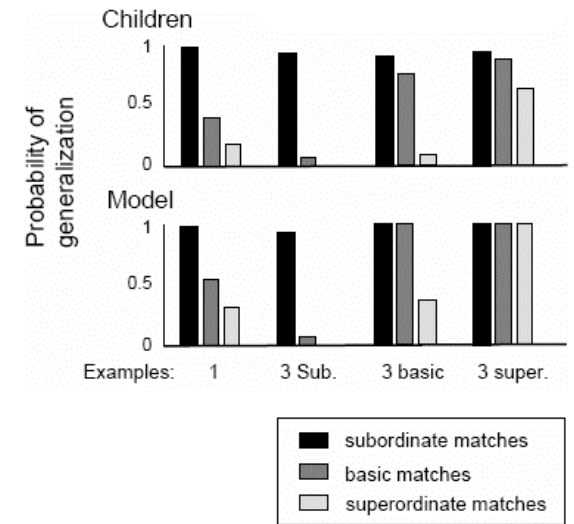 Children
Probability of
generalization
1
0.5
0
Model
1
0.5
0
Examples: 1 3 Sub. 3 basic 3 super.
subordinate matches
basic matches
superordinate matches